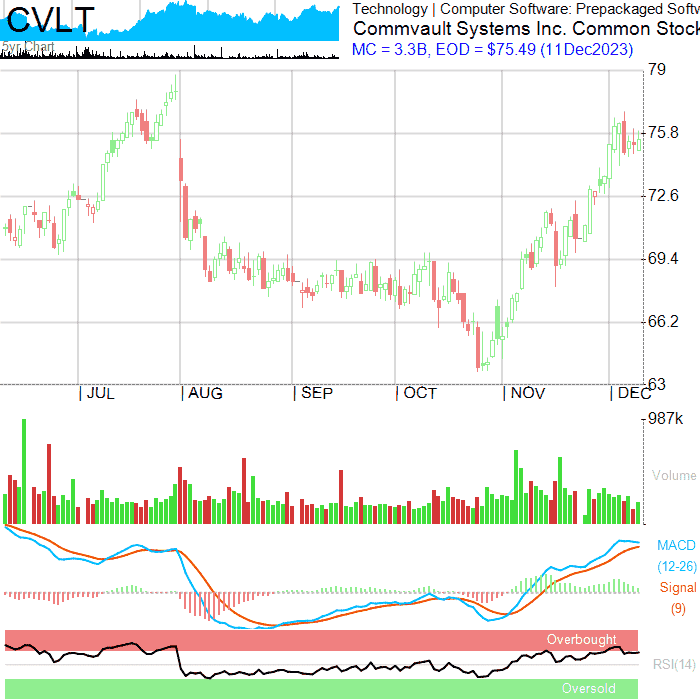 CVLT
5yr Chart
Technology | Computer Software: Prepackaged Softw
Commvault Systems Inc. Common Stock
MC = 3.3B, EOD = $75.49 (11Dec2023)
79
75.8
72.6
69.4
66.2
63
| JUL | AUG | SEP | OCT | NOV | DEC
987k
Volume
MACD
(12-26)
Signal
(9)
Overbought
RSI(14)
Oversold